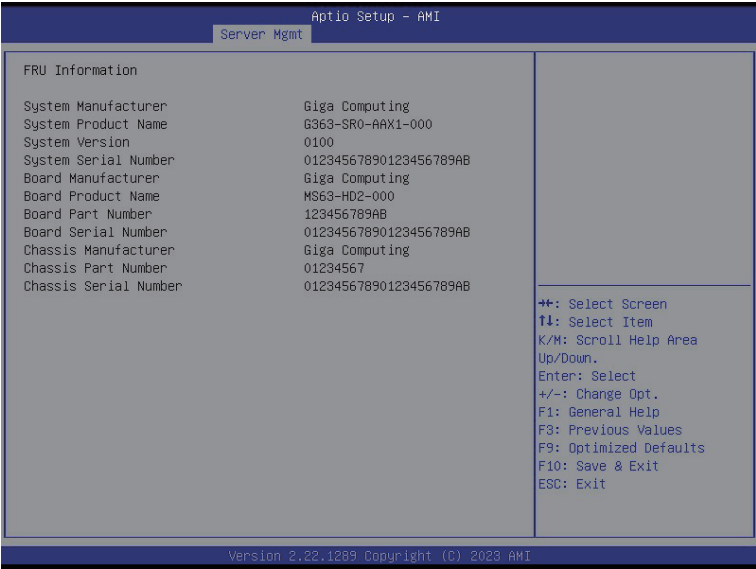 Aptio Setup – AMI
Server Mgmt
FRU Information
System Manufacturer Giga Computing
System Product Name G363-SR0-AAX1-000
System Version 0100
System Serial Number 01234567890123456789AB
Board Manufacturer Giga Computing
Board Product Name MS63-HD2-000
Board Part Number 123456789AB
Board Serial Number 01234567890123456789AB
Chassis Manufacturer Giga Computing
Chassis Part Number 01234567
Chassis Serial Number 01234567890123456789AB
→←: Select Screen
↑↓: Select Item
K/M: Scroll Help Area
Up/Down.
Enter: Select
+/-: Change Opt.
F1: General Help
F3: Previous Values
F9: Optimized Defaults
F10: Save & Exit
ESC: Exit
Version 2.22.1289 Copyright (C) 2023 AMI